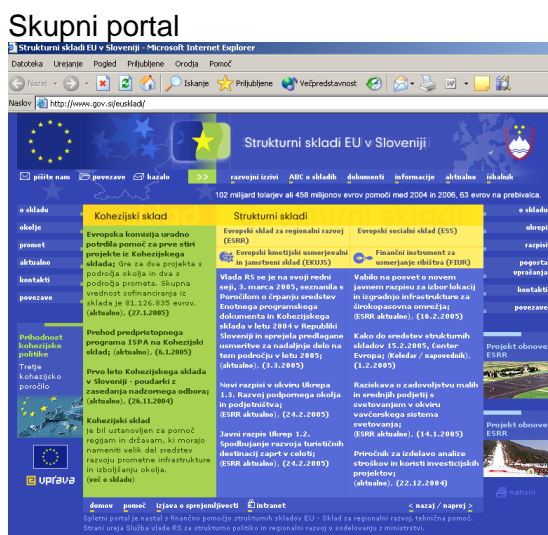 Skupni portal
Strukturni skladi EU v Sloveniji - Microsoft Internet Explorer
Datoteka Urejanje Pogled Priljubljene Orodja Pomoč
Nazaj Iskanje Priljubljene Večpredstavnost
Naslov http://www.gov.si/euskladi/
Strukturni skladi EU v Sloveniji
pišite nam povezave kazalo >> razvojni izzivi ABC o skladih dokumenti informacije aktualno iskalnik
102 milijard tolarjev ali 458 milijonov evrov pomoči med 2004 in 2006, 63 evrov na prebivalca.
o skladu
okolje
promet
aktualno
kontakti
povezave
Prihodnost
kohezijske
politike
Tretje
kohezijsko
poročilo
uprava
Kohezijski sklad
Evropska komisija uradno
potrdila pomoč za prve štiri
projekte iz Kohezijskega
sklada; Gre za dva projekta s
področja okolja in dva s
področja prometa. Skupna
vrednost sofinanciranja iz
sklada je 81.126.835 evrov.
(aktualno), (27.1.2005)
Prehod predpristopnega
programa ISPA na Kohezijski
sklad; (aktualno), (6.1.2005)
Prvo leto Kohezijskega sklada
v Sloveniji - poudarki z
zasedanja nadzornega odbora;
(aktualno), (26.11.2004)
Kohezijski sklad
je bil ustanovljen za pomoč
regijam in državam, ki morajo
nameniti velik del sredstev
razvoju prometne infrastrukture
in izboljšanju okolja.
(več o skladu)
Strukturni skladi
Evropski sklad za regionalni razvoj
(ESRR)
Evropski socialni sklad (ESS)
Evropski kmetijski usmerjevalni
in jamstveni sklad (EKUJS)
Finančni instrument za
usmerjanje ribištva (FIUR)
Vlada RS se je na svoji redni
seji, 3. marca 2005, seznanila s
Poročilom o črpanju sredstev
Enotnega programskega
dokumenta in Kohezijskega
sklada v letu 2004 v Republiki
Sloveniji in sprejela predlagane
usmeritve za nadaljnje delo na
tem področju v letu 2005;
(aktualno), (3.3.2005)
Novi razpisi v okviru Ukrepa
1.3. Razvoj podpornega okolja
in podjetništva;
(ESRR aktualno), (24.2.2005)
Javni razpis Ukrep 1.2.
Spodbujanje razvoja turističnih
destinacij zaprt v celoti;
(ESRR aktualno), (24.2.2005)
Vabilo na posvet o novem
javnem razpisu za izbor lokacij
in izgradnjo infrastrukture za
širokopasovna omrežja;
(ESRR aktualno), (16.2.2005)
Kako do sredstev strukturnih
skladov 15.2.2005, Center
Evropa; (Koledar / napovednik),
(1.2.2005)
Raziskava o zadovoljstvu malih
in srednjih podjetij s
svetovanjem v okviru
vavčerskega sistema
svetovanja;
(ESRR aktualno), (14.1.2005)
Priročnik za izdelavo analize
stroškov in koristi investicijskih
projektov;
(aktualno), (22.12.2004)
o skladu
ukrepi
razpisi
pogosta
vprašanja
kontakti
povezave
Projekt obnove
ESRR
Projekt obnove
ESRR
natisni
domov pomoč izjava o sprejemljivosti intranet < nazaj / naprej >
Spletni portal je nastal s finančno pomočjo strukturnih skladov EU - Sklad za regionalni razvoj, tehnična pomoč.
Strani ureja Služba vlade RS za strukturno politiko in regionalni razvoj v sodelovanju z ministrstvi.